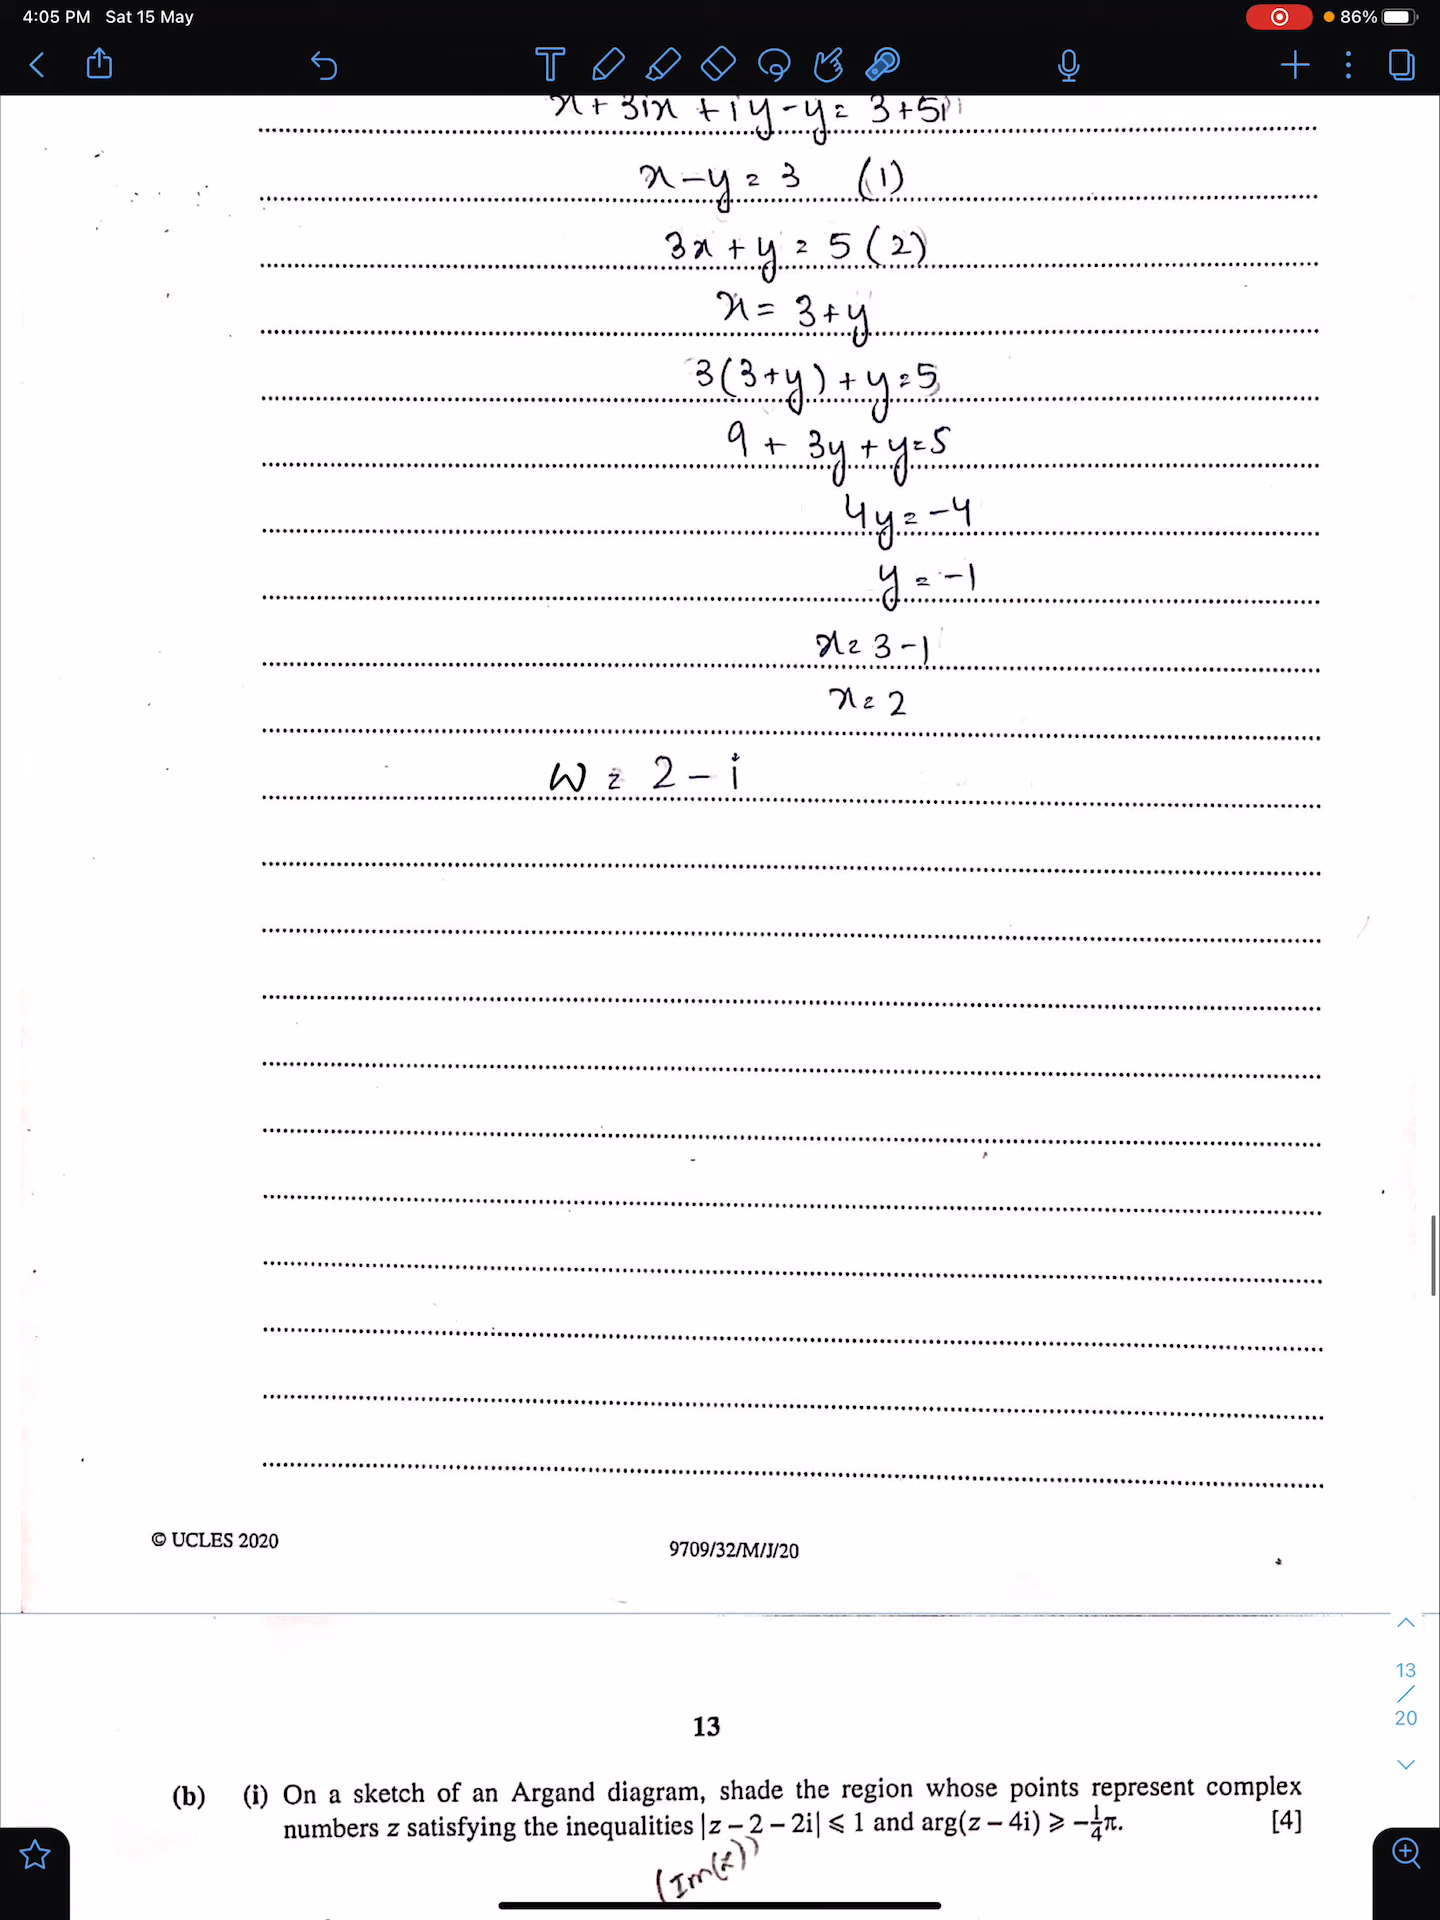 4:05 PM Sat 15 May
86%
x + 3ix + iy - y = 3 + 5i
x - y = 3 (1)
3x + y = 5 (2)
x = 3 + y
3(3 + y) + y = 5
9 + 3y + y = 5
4y = -4
y = -1
x = 3 - 1
x = 2
W = 2 - i
© UCLES 2020
9709/32/M/J/20
13
/
20
13
(b) (i) On a sketch of an Argand diagram, shade the region whose points represent complex
numbers z satisfying the inequalities |z − 2 − 2i| ⩽ 1 and arg(z − 4i) ⩾ −¼π. [4]
(Im(z))